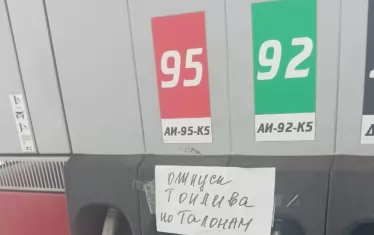 95
92
АИ-95-К5
АИ-92-К5
Д
отпуск
топлива
по талонам